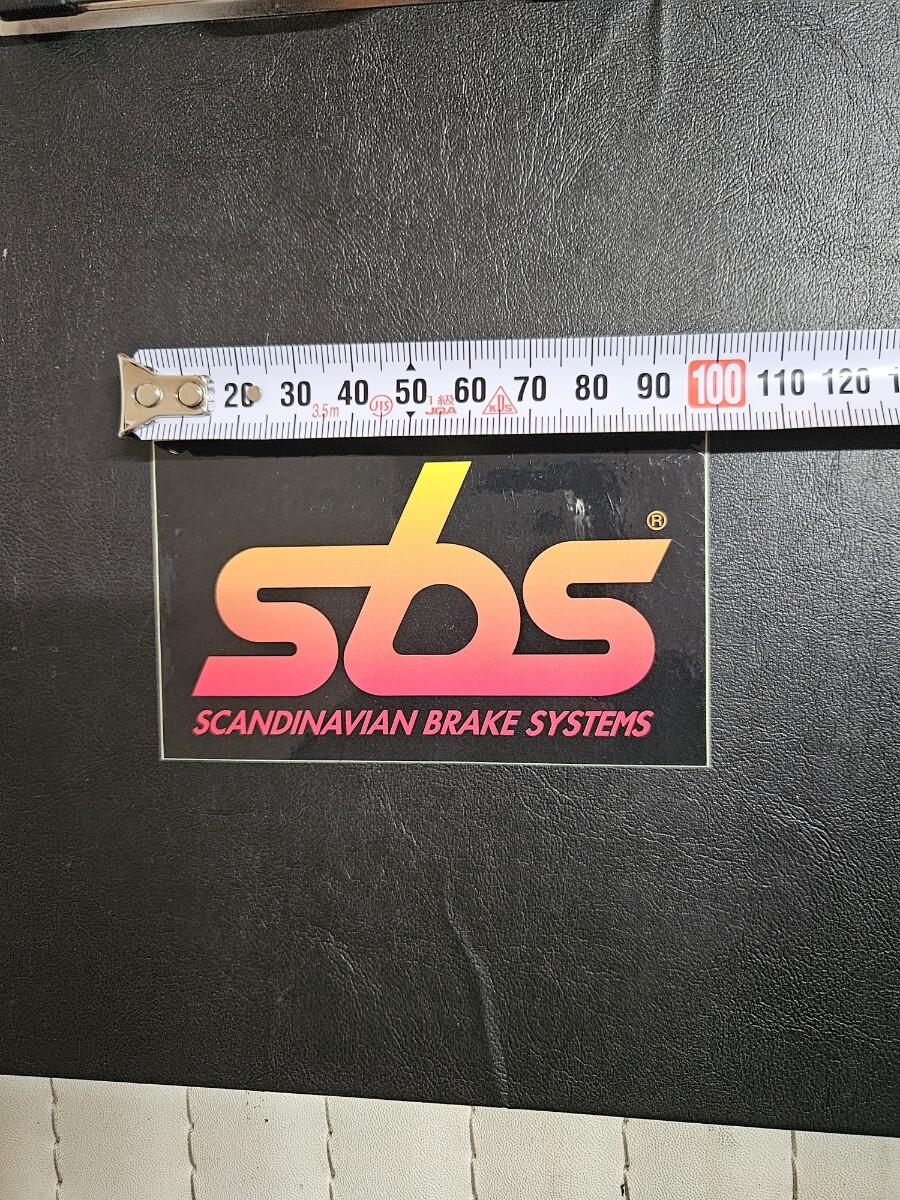 20 30 40 50 60 70 80 90 100 110 120 1
3.5m JIS 1級 JQA KDS
sbs®
SCANDINAVIAN BRAKE SYSTEMS